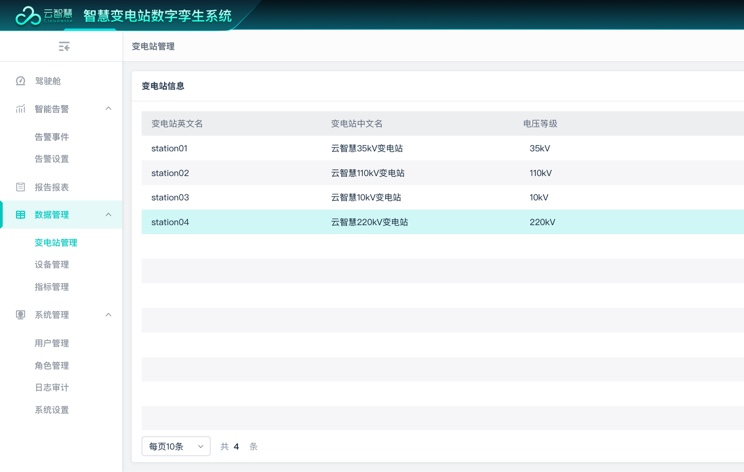 云智慧 智慧变电站数字孪生系统
Cloudwise
变电站管理
驾驶舱
智能告警
告警事件
告警设置
报告报表
数据管理
变电站管理
设备管理
指标管理
系统管理
用户管理
角色管理
日志审计
系统设置
变电站信息
变电站英文名 变电站中文名 电压等级
station01 云智慧35kV变电站 35kV
station02 云智慧110kV变电站 110kV
station03 云智慧10kV变电站 10kV
station04 云智慧220kV变电站 220kV
每页10条 共 4 条